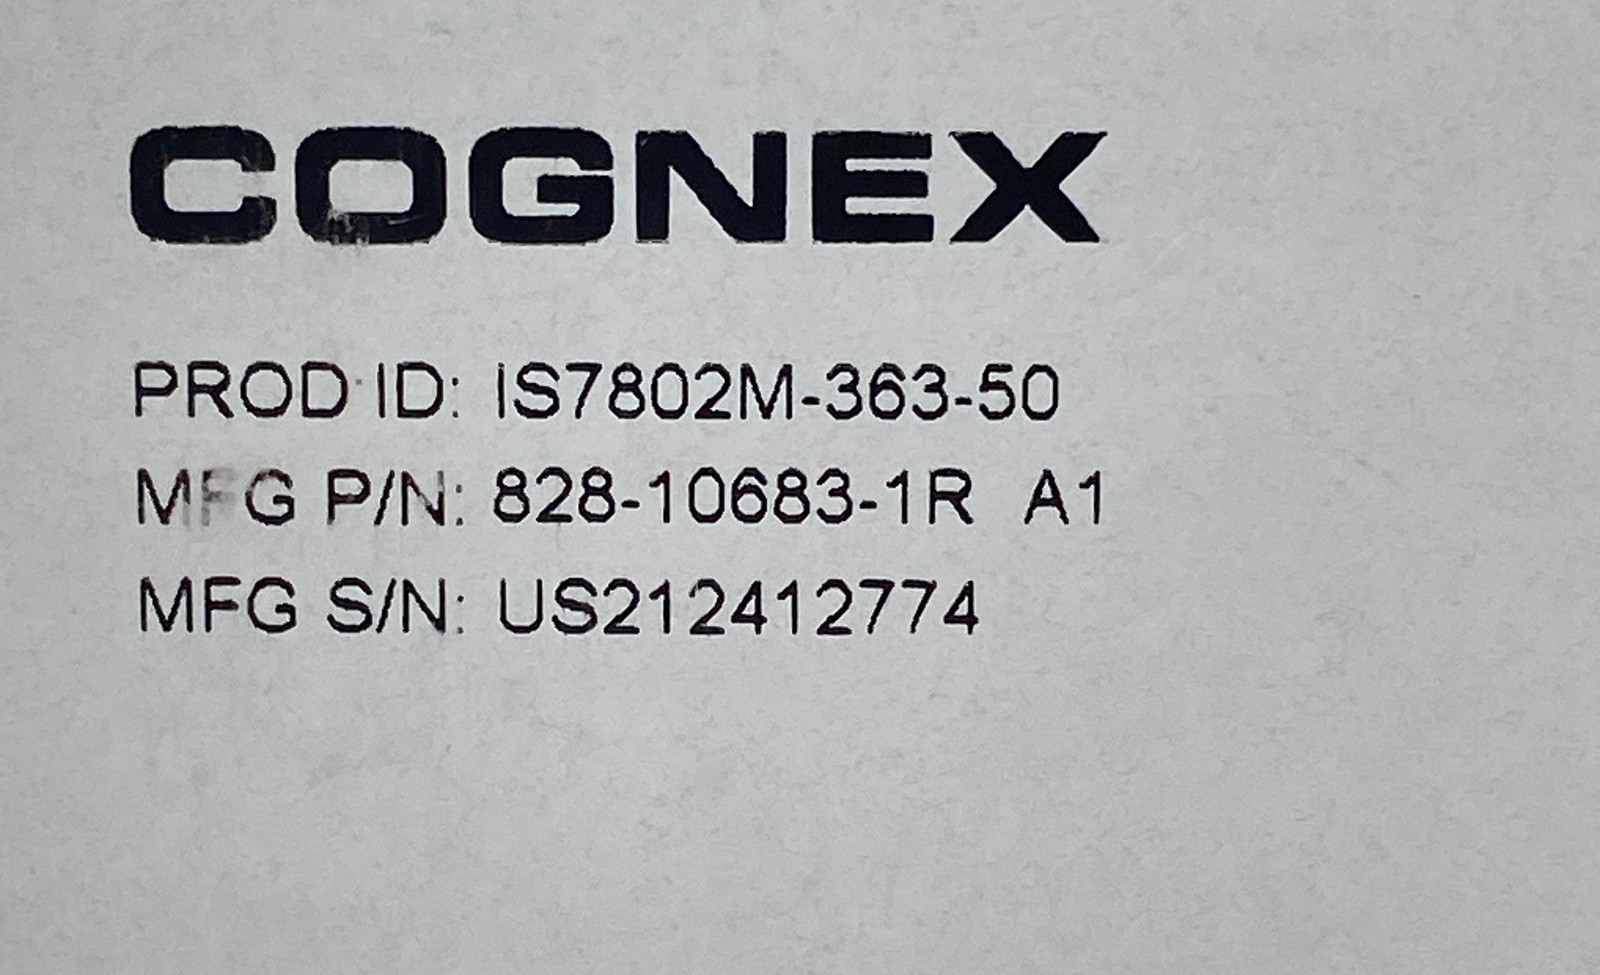 COGNEX
PROD ID: IS7802M-363-50
MFG P/N: 828-10683-1R A1
MFG S/N: US212412774